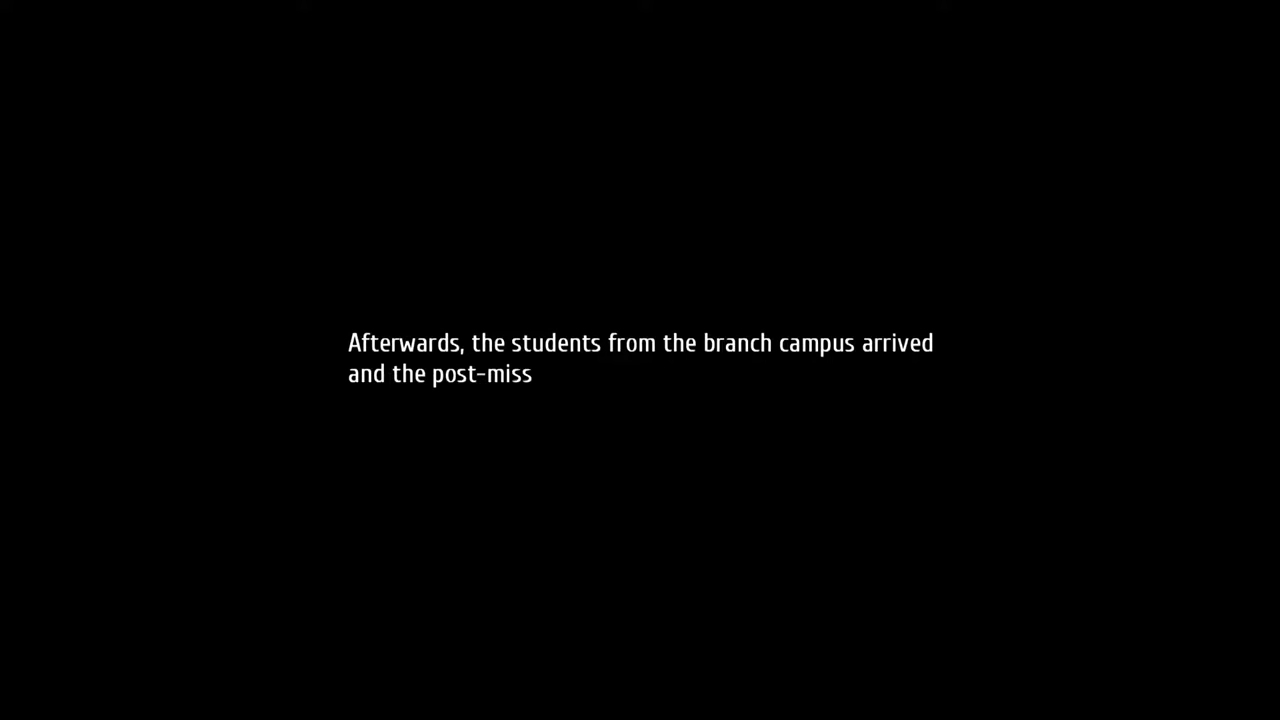 Afterwards, the students from the branch campus arrived
and the post-miss